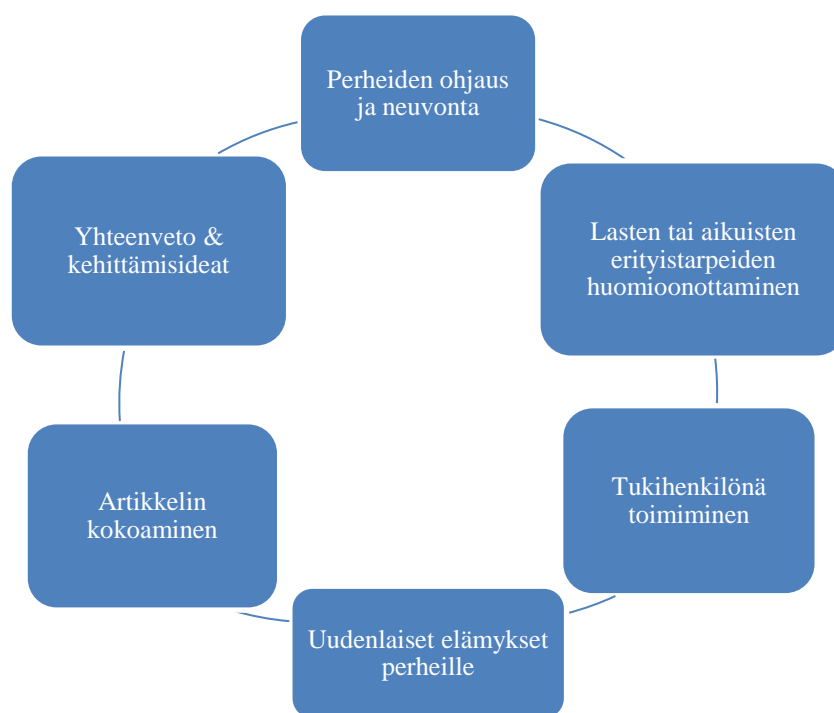 Perheiden ohjaus
ja neuvonta
Lasten tai aikuisten
erityistarpeiden
huomioonottaminen
Tukihenkilönä
toimiminen
Uudenlaiset elämykset
perheille
Artikkelin
kokoaminen
Yhteenveto &
kehittämisideat